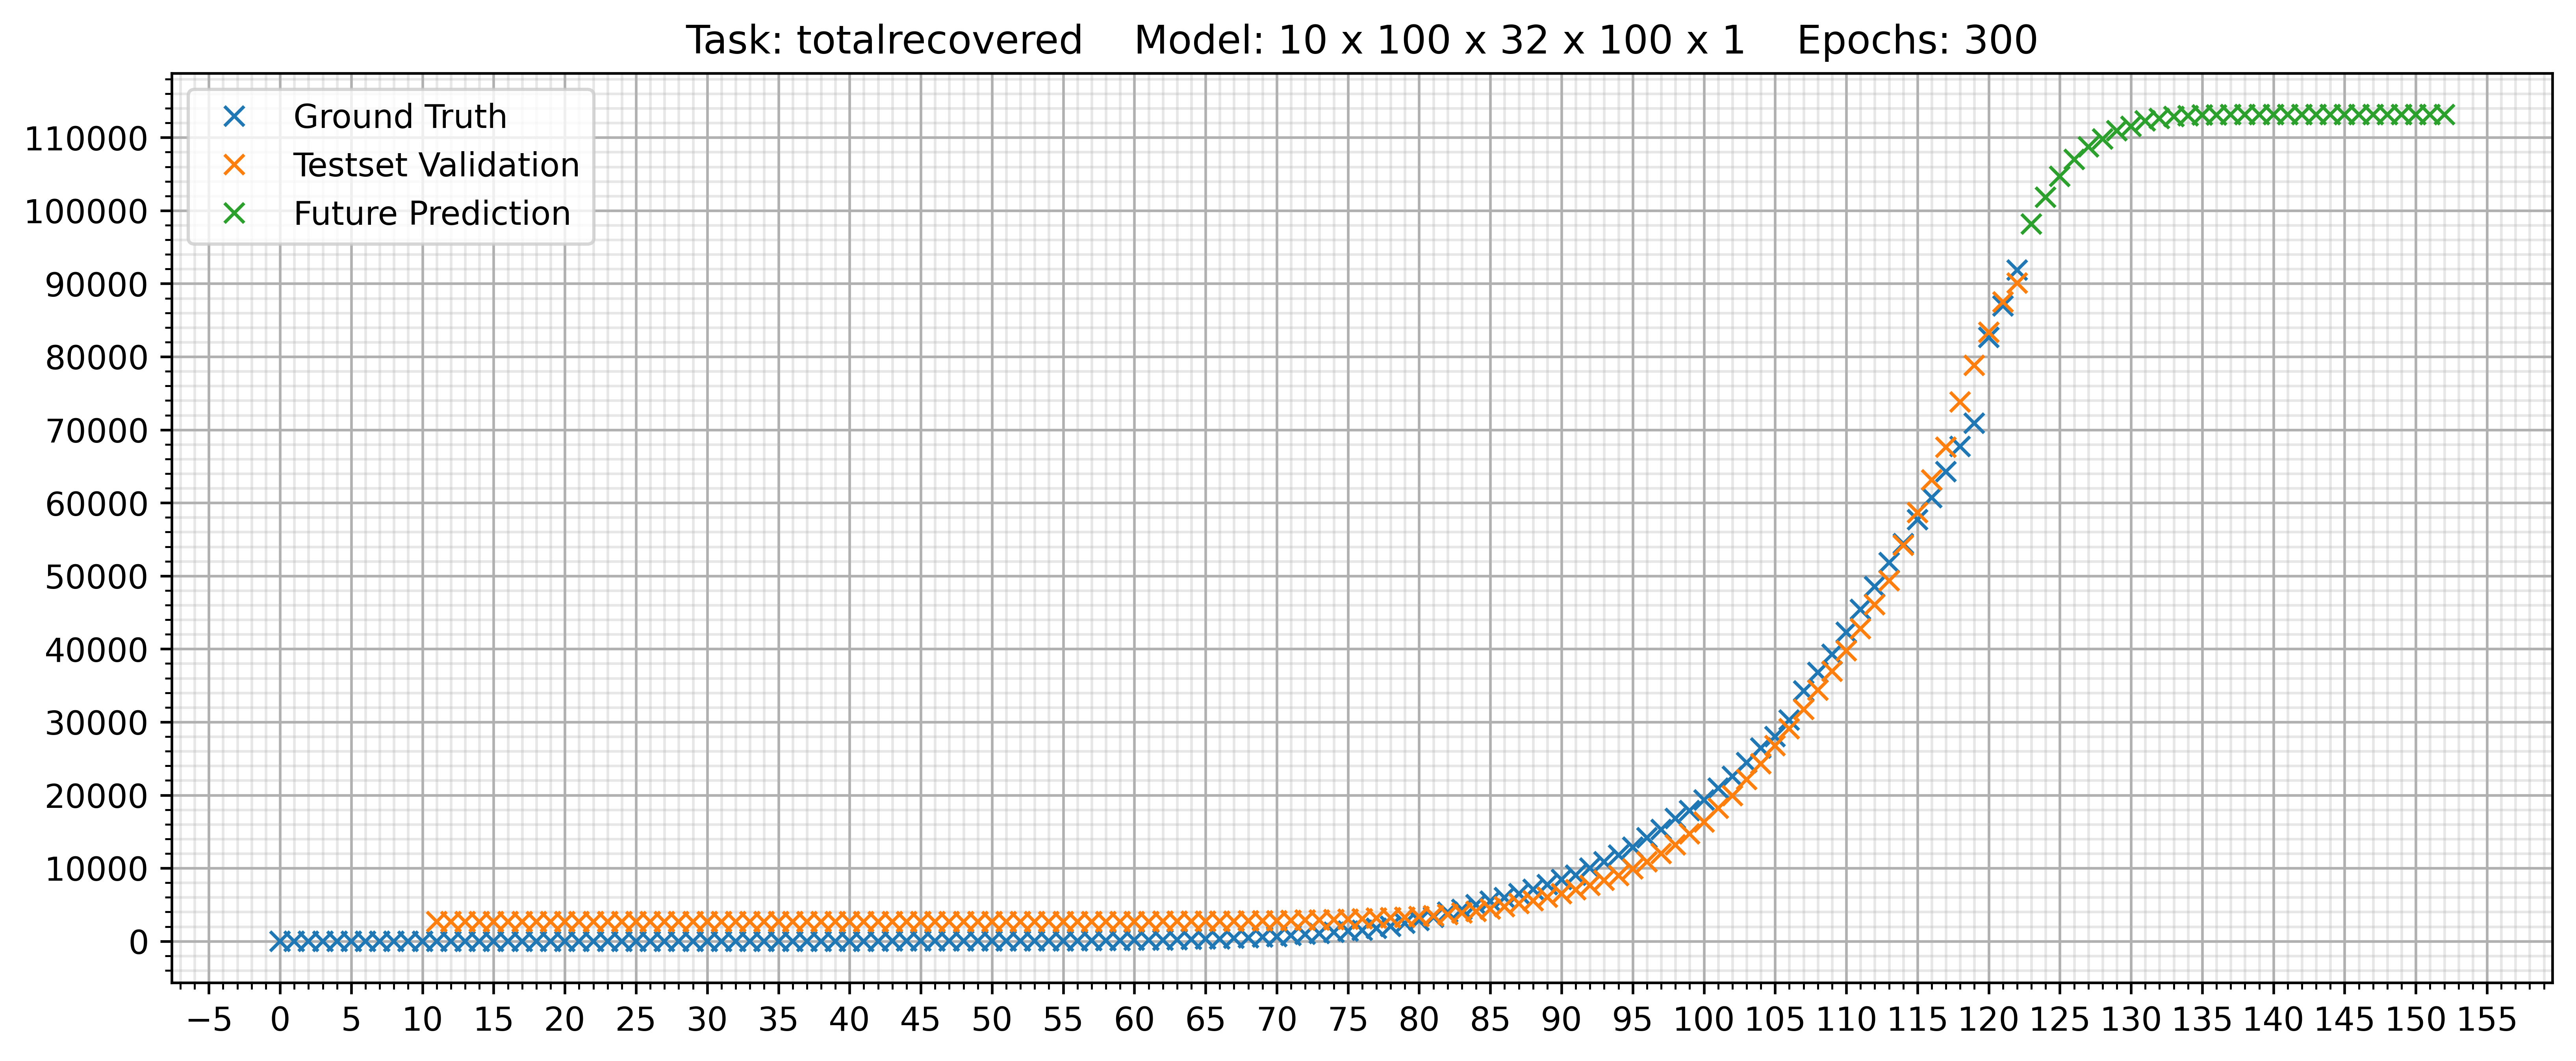 Task: totalrecovered    Model: 10 x 100 x 32 x 100 x 1    Epochs: 300
Ground Truth
Testset Validation
Future Prediction
110000
100000
90000
80000
70000
60000
50000
40000
30000
20000
10000
0
−5 0 5 10 15 20 25 30 35 40 45 50 55 60 65 70 75 80 85 90 95 100 105 110 115 120 125 130 135 140 145 150 155